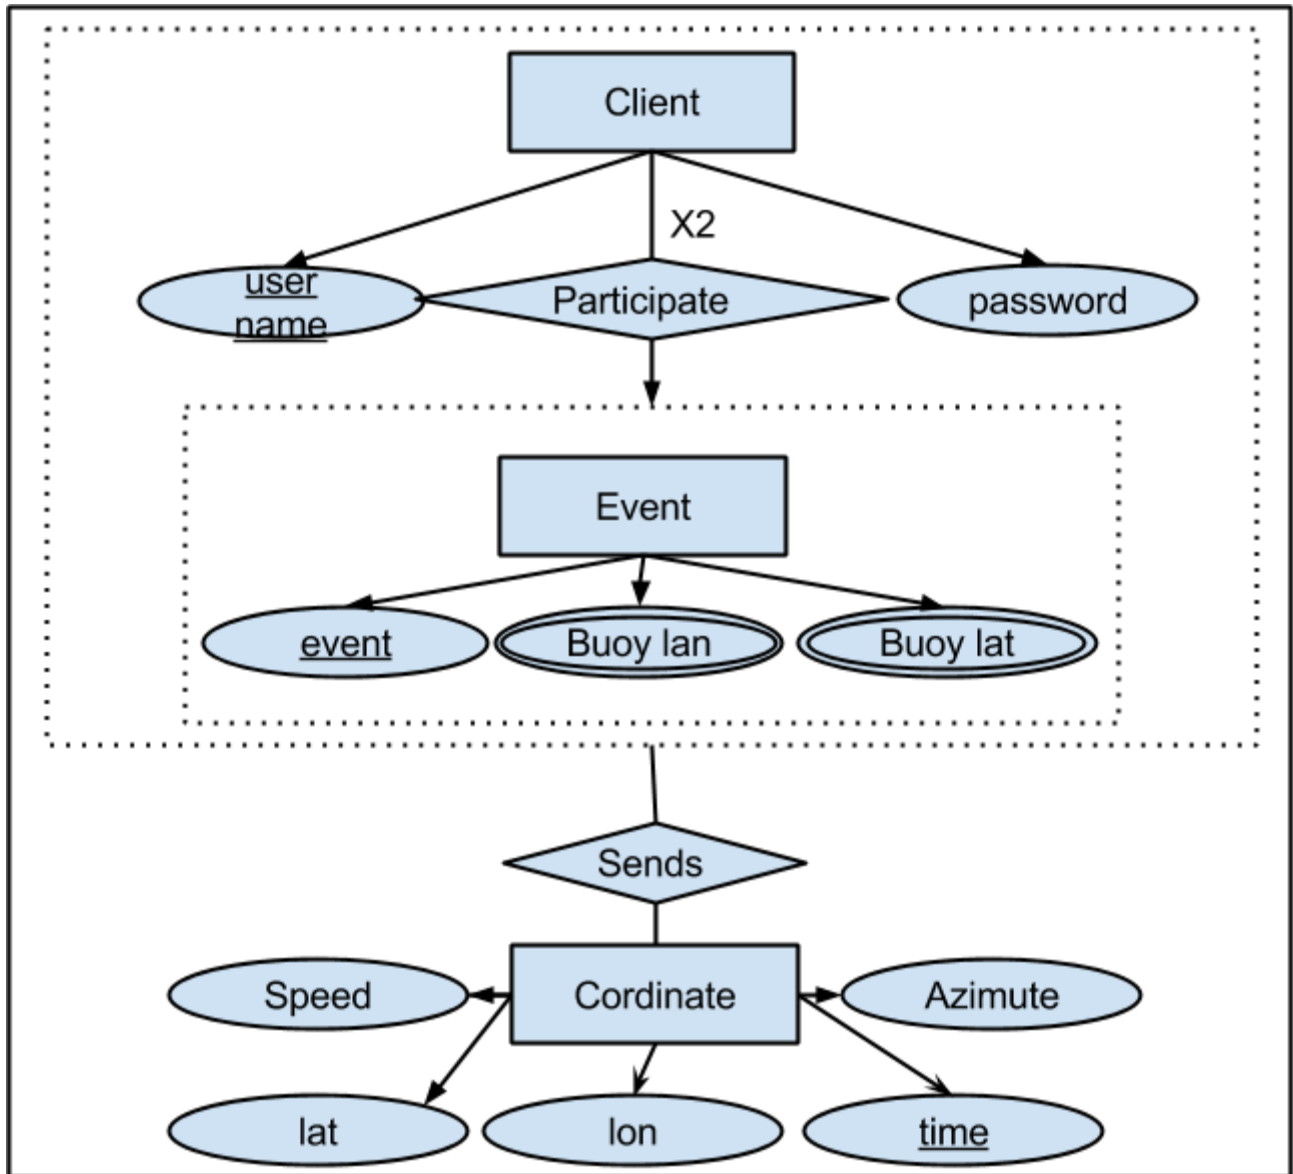 Client
X2
user
name
Participate
password
Event
event
Buoy lan
Buoy lat
Sends
Speed
Cordinate
Azimute
lat
lon
time